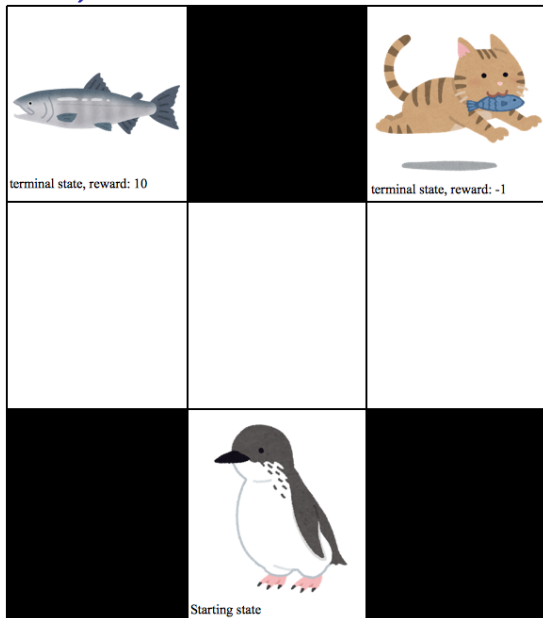 terminal state, reward: 10
terminal state, reward: -1
Starting state